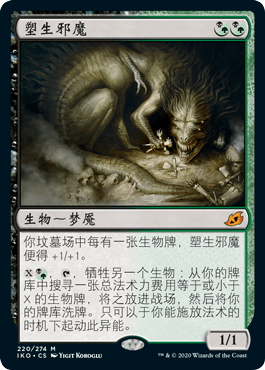 塑生邪魔
生物～梦魇
你坟墓场中每有一张生物牌，塑生邪魔
便得 +1/+1。
X ，，牺牲另一个生物：从你的牌
库中搜寻一张总法术力费用等于或小于
X 的生物牌，将之放进战场，然后将你
的牌库洗牌。只可以于你能施放法术的
时机下起动此异能。
1/1
220/274 M
IKO • CS YIGIT KOROGLU
™ & © 2020 Wizards of the Coast